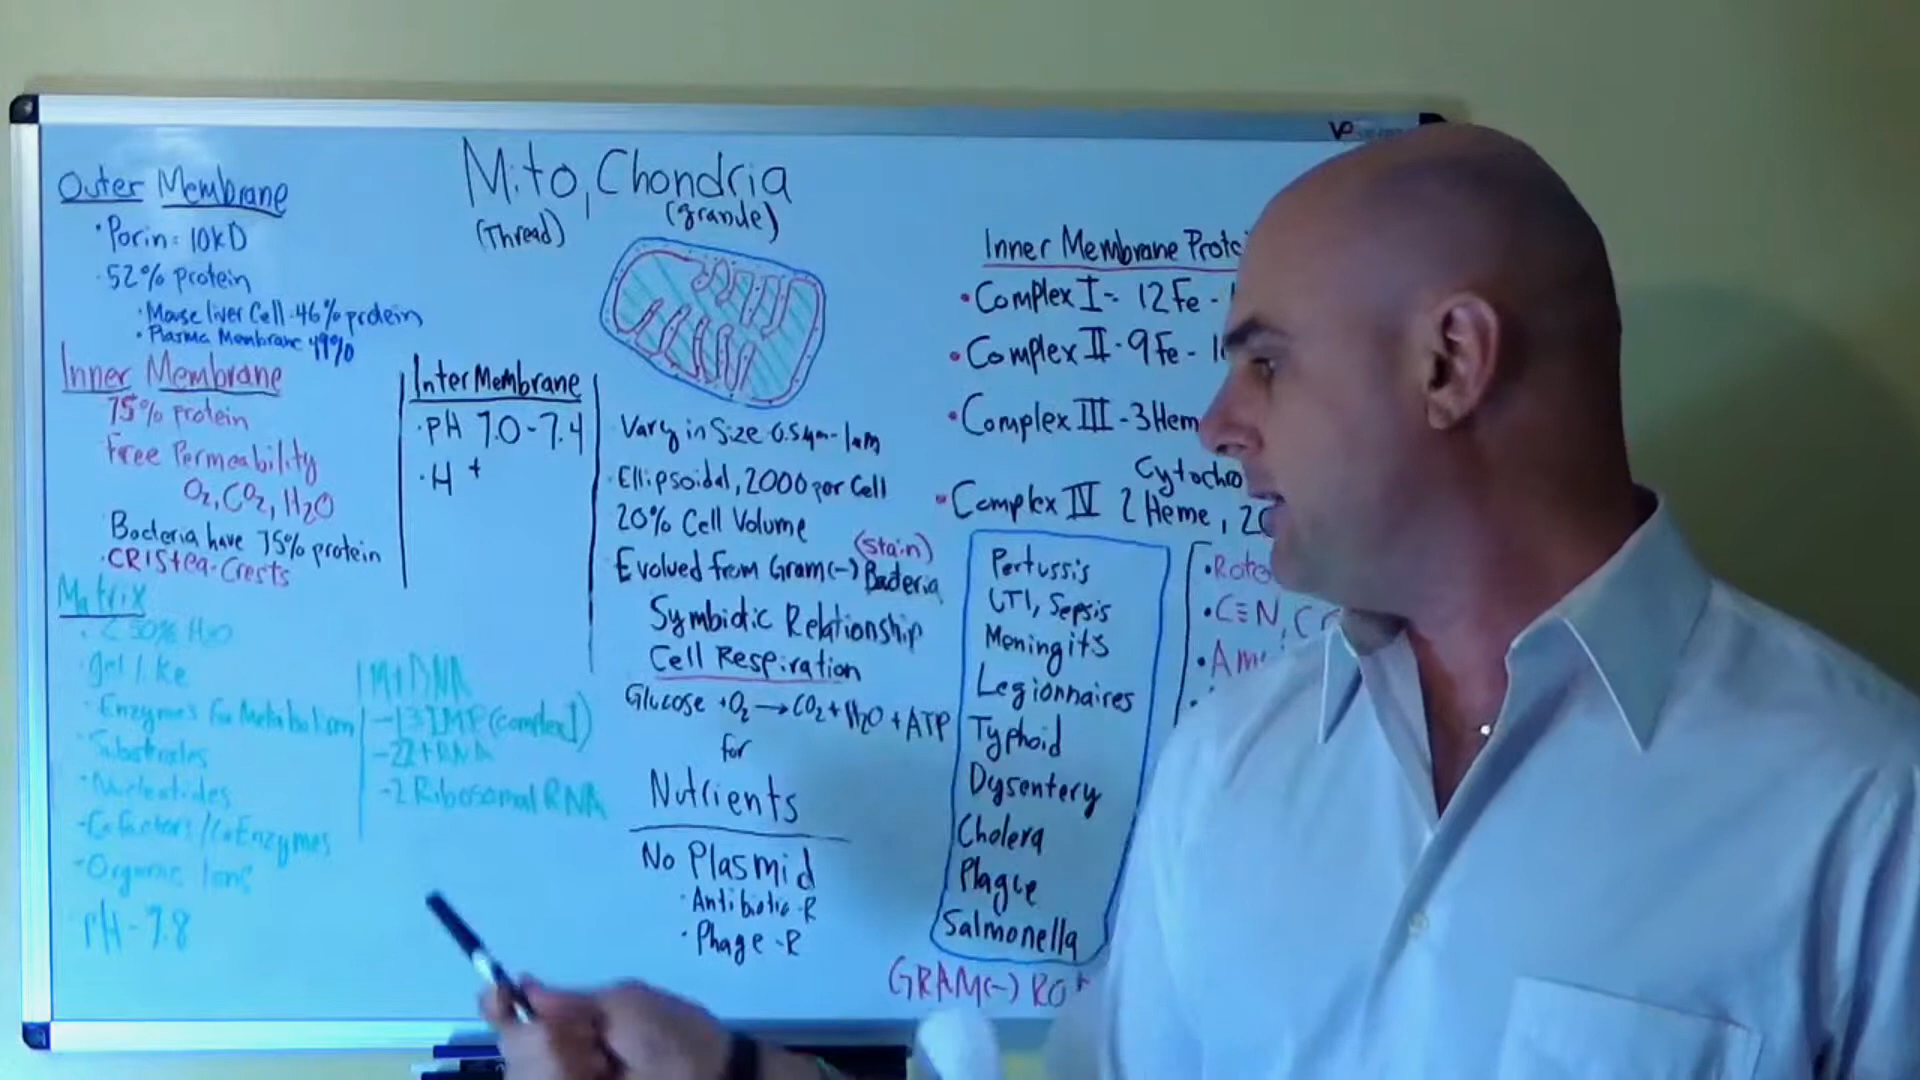 Mito, Chondria
(Thread)
(granule)
Outer Membrane
• Porin = 10kD
• 52% protein
• Mouse liver Cell - 46% protein
• Plasma Membrane 49%
Inner Membrane
75% protein
Free Permeability
O₂, CO₂, H₂O
Bacteria have 75% protein
• CRIStea - Crests
InterMembrane
• pH 7.0 - 7.4
• H⁺
Matrix
gel like
Enzymes for Metabolism
Substrates
Nucleotides
Cofactors/CoEnzymes
Organic Ions
pH - 7.8
MtDNA
- 13 IMP (complex I)
- 22 tRNA
- 2 Ribosomal RNA
Vary in Size 0.5μm - 1μm
• Ellipsoidal, 2000 per Cell
20% Cell Volume
Evolved from Gram(-) Bacteria
(Stain)
Symbiotic Relationship
Cell Respiration
Glucose + O₂ → CO₂ + H₂O + ATP
for
Nutrients
No Plasmid
• Antibiotic - R
• Phage - R
Inner Membrane
• Complex I - 12 Fe -
• Complex II - 9 Fe -
• Complex III - 3 Hem
• Complex IV 2 Heme,
Pertussis
UTI, Sepsis
Meningits
Legionnaires
Typhoid
Dysentery
Cholera
Plague
Salmonella
GRAM(-)
• C≡N,
VP